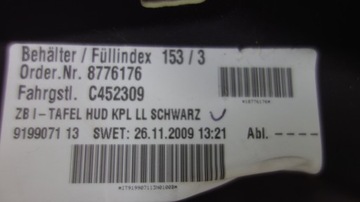 Behälter / Füllindex 153 / 3
Order.Nr. 8776176
Fahrgstl. C452309
*8776176*
ZB I-TAFEL HUD KPL LL SCHWARZ
9199071 13 SWET: 26.11.2009 13:21 Abl. ----